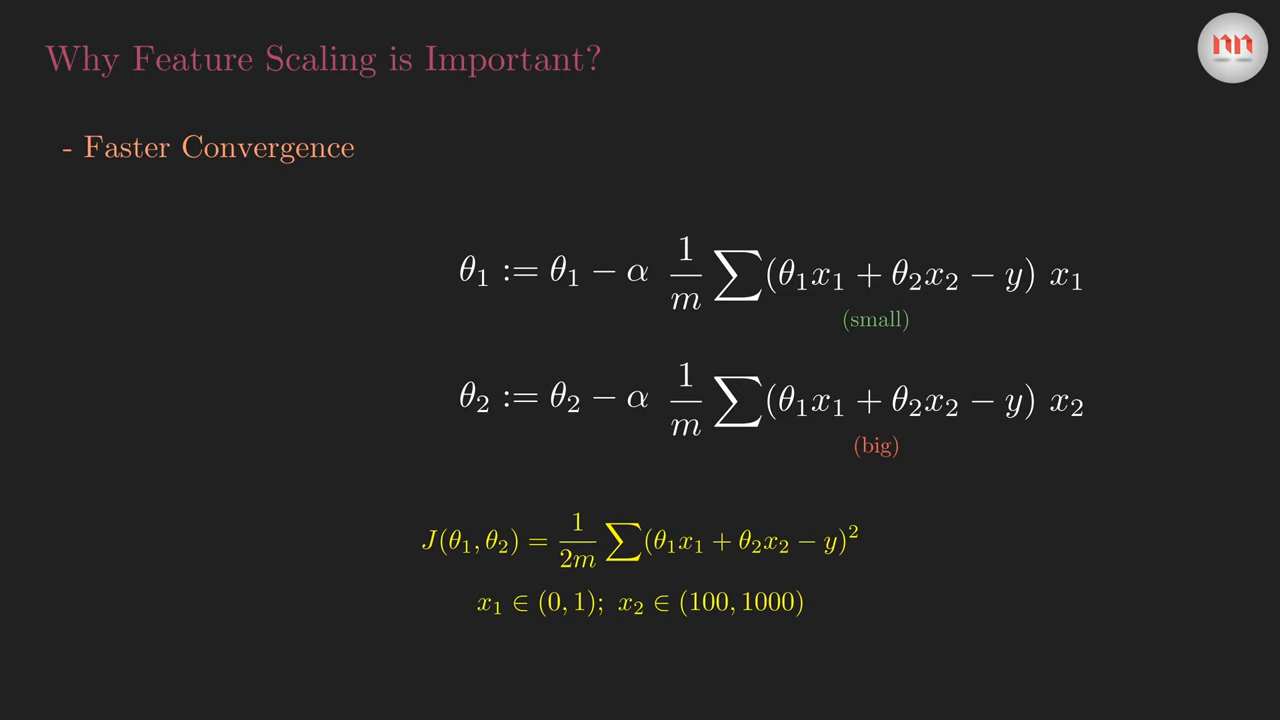 Why Feature Scaling is Important?
nn
- Faster Convergence
θ₁ := θ₁ − α 1/m ∑(θ₁x₁ + θ₂x₂ − y) x₁
(small)
θ₂ := θ₂ − α 1/m ∑(θ₁x₁ + θ₂x₂ − y) x₂
(big)
J(θ₁, θ₂) = 1/2m ∑(θ₁x₁ + θ₂x₂ − y)²
x₁ ∈ (0, 1); x₂ ∈ (100, 1000)